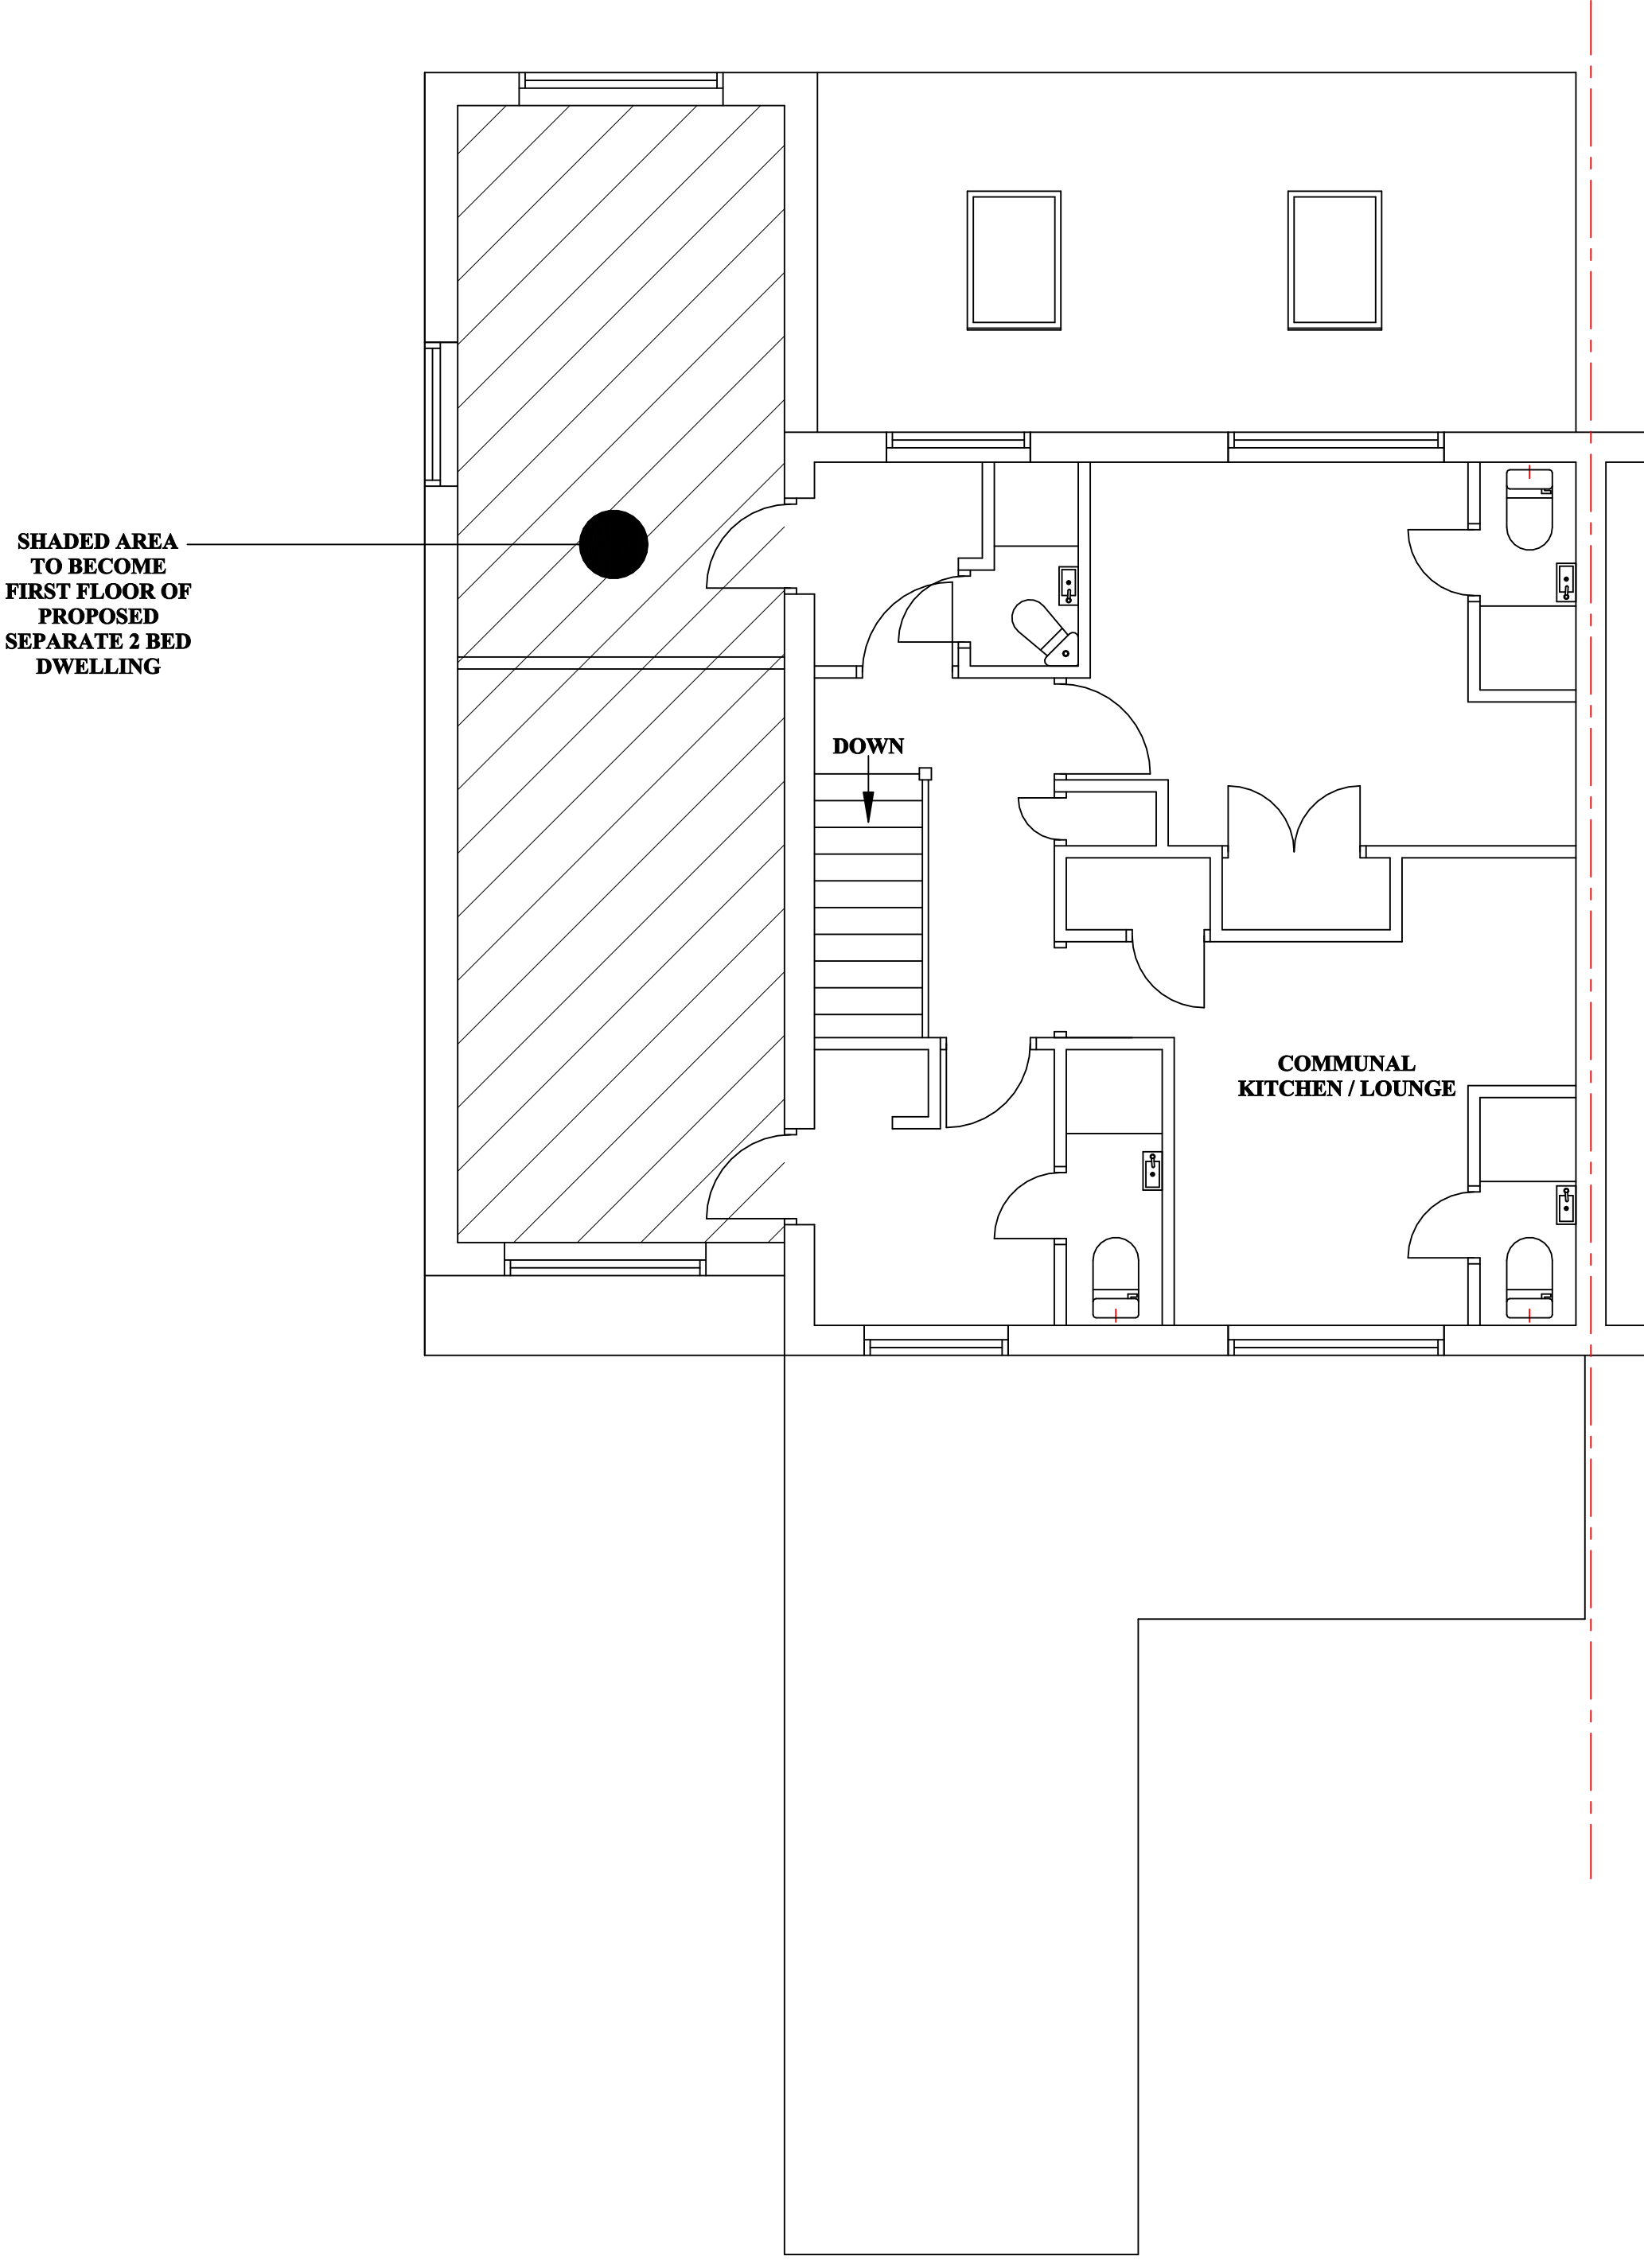 SHADED AREA
TO BECOME
FIRST FLOOR OF
PROPOSED
SEPARATE 2 BED
DWELLING
DOWN
COMMUNAL
KITCHEN / LOUNGE